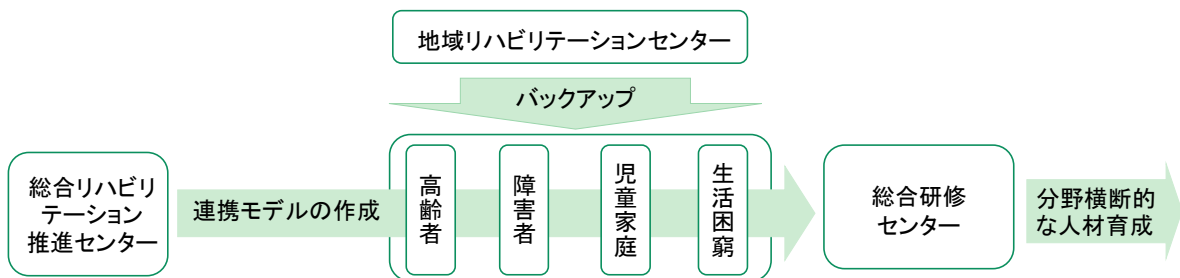 地域リハビリテーションセンター
バックアップ
総合リハビリ
テーション
推進センター
連携モデルの作成
高齢者
障害者
児童家庭
生活困窮
総合研修
センター
分野横断的
な人材育成